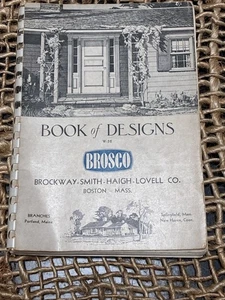 BOOK of DESIGNS
BROSCO
BROCKWAY-SMITH-HAIGH-LOVELL CO.
BOSTON - MASS.
BRANCHES
Portland, Maine
Springfield, Mass.
New Haven, Conn.